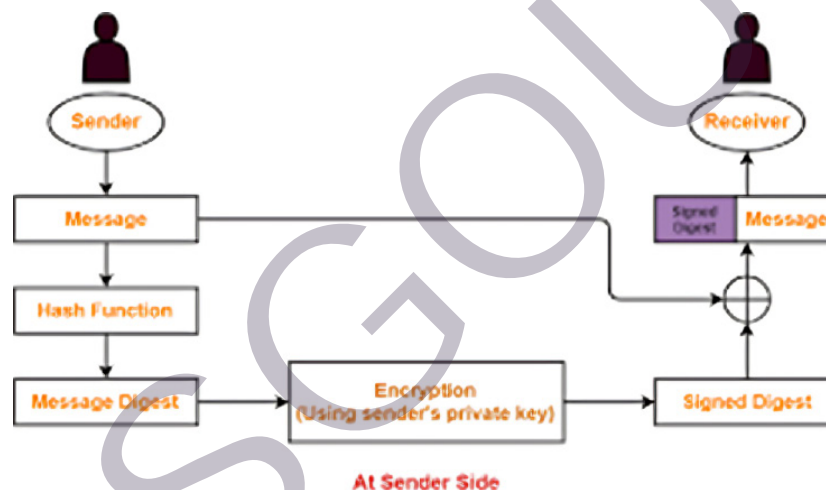 Sender
Receiver
Message
Signed
Digest
Message
Hash Function
Message Digest
Encryption
(Using sender's private key)
Signed Digest
At Sender Side
SGOU